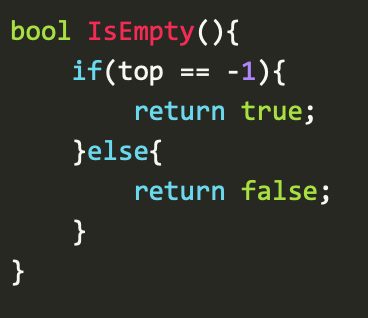 bool IsEmpty(){
    if(top == -1){
        return true;
    }else{
        return false;
    }
}